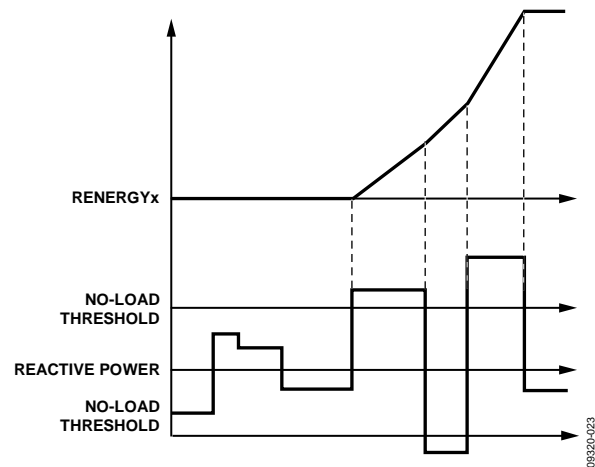 RENERGYx
NO-LOAD
THRESHOLD
REACTIVE POWER
NO-LOAD
THRESHOLD
09320-023